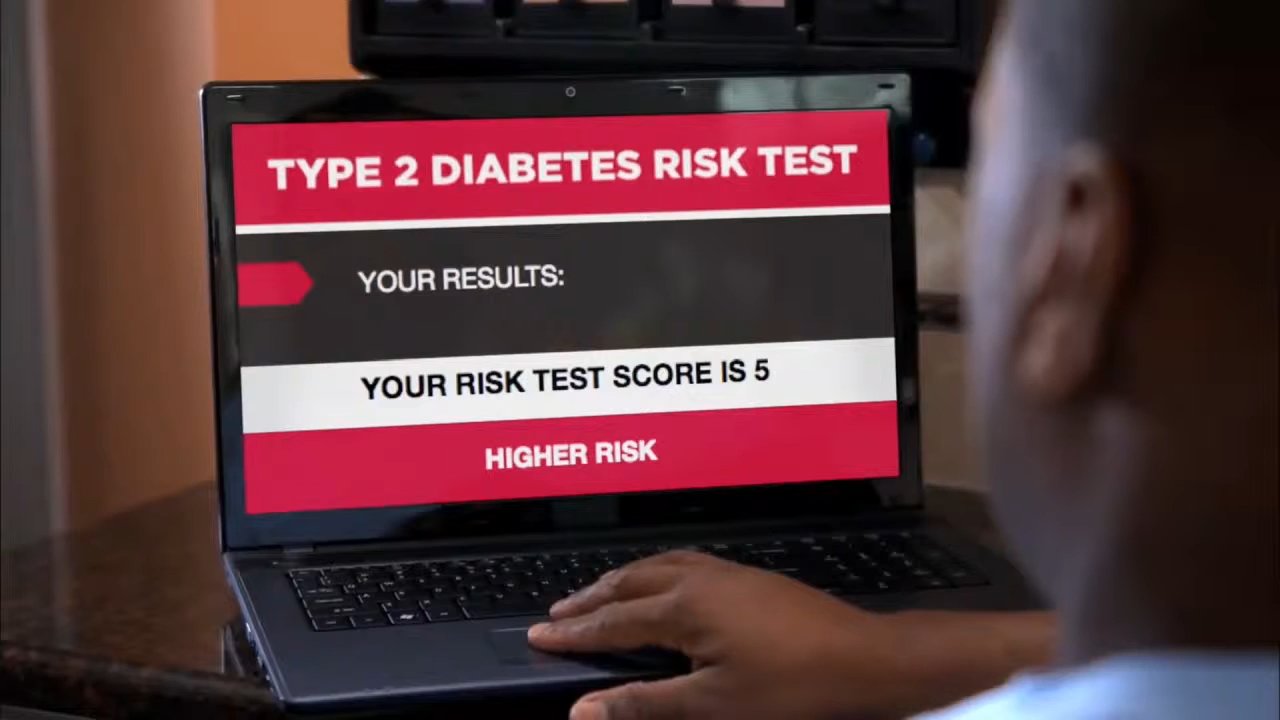 TYPE 2 DIABETES RISK TEST
YOUR RESULTS:
YOUR RISK TEST SCORE IS 5
HIGHER RISK